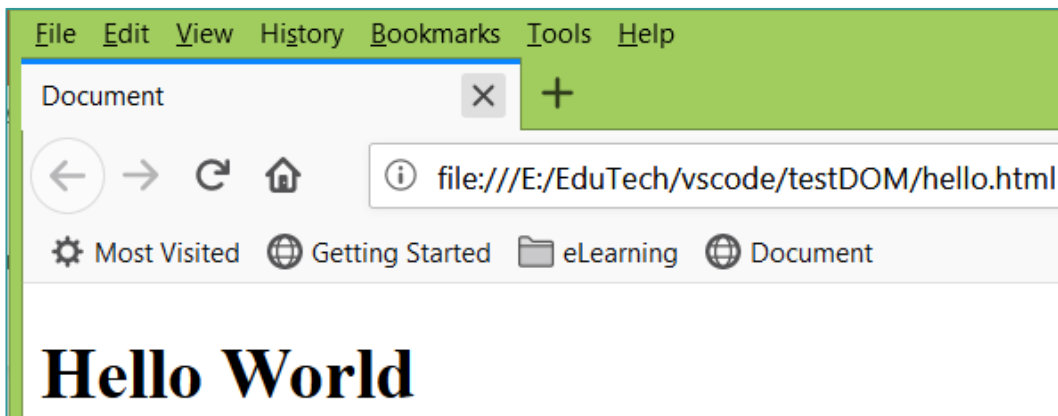 File Edit View History Bookmarks Tools Help
Document
file:///E:/EduTech/vscode/testDOM/hello.html
Most Visited Getting Started eLearning Document
Hello World